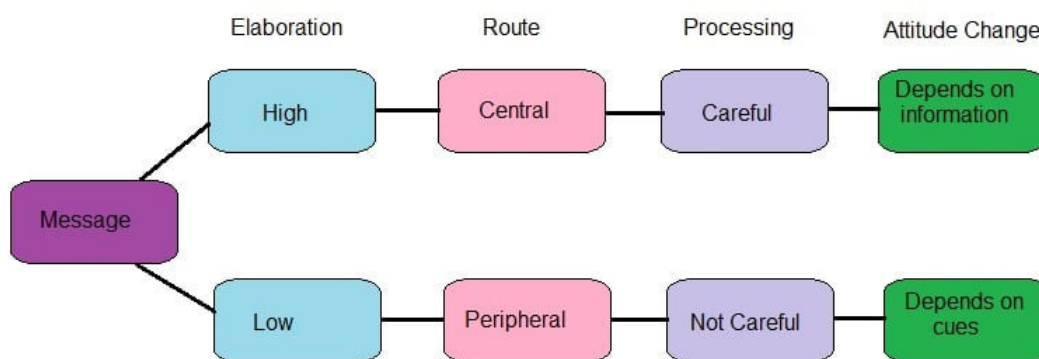 Elaboration Route Processing Attitude Change
High Central Careful Depends on
information
Message
Low Peripheral Not Careful Depends on
cues